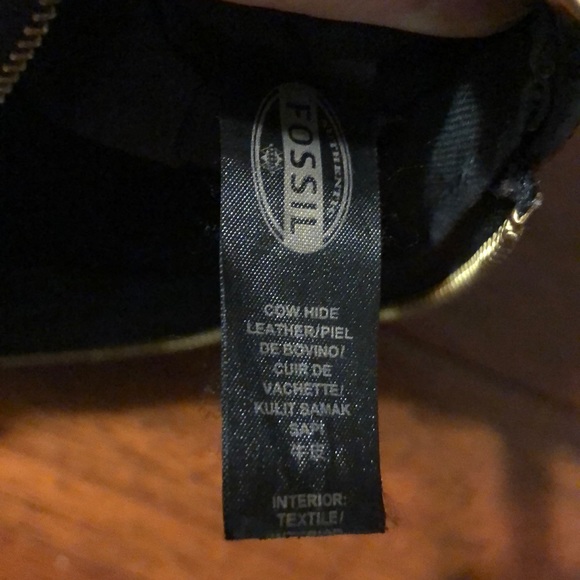 AUTHENTIC
FOSSIL
COW HIDE
LEATHER/PIEL
DE BOVINO/
CUIR DE
VACHETTE/
KULIT SAMAK
SAPI
牛皮
INTERIOR:
TEXTILE/